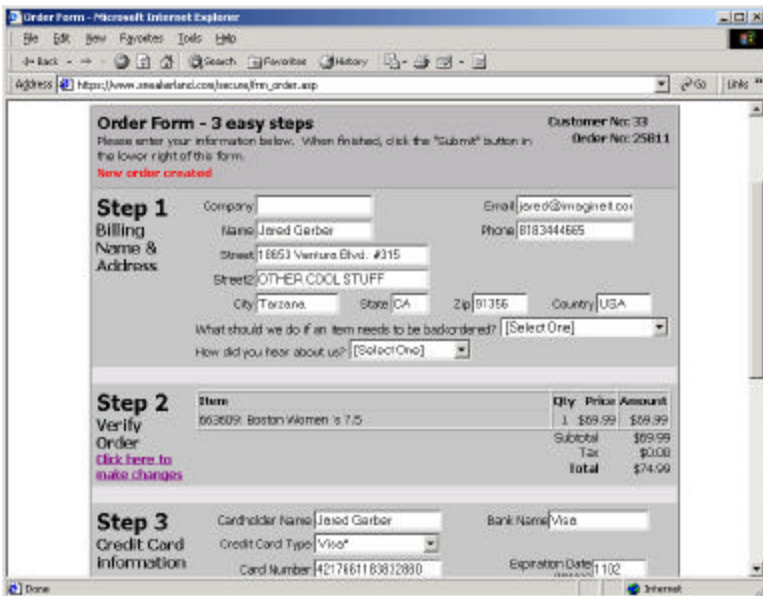 Order Form - Microsoft Internet Explorer
File Edit View Favorites Tools Help
Back Search Favorites History
Address https://www.sneakerland.com/secure/frm_order.asp Go Links
Order Form - 3 easy steps
Customer No: 33
Please enter your information below. When finished, click the "Submit" button in
Order No: 25811
the lower right of this form.
New order created
Step 1
Billing
Name &
Address
Company
Email jared@imagineit.co
Name Jared Gerber
Phone 8183444665
Street 18653 Ventura Blvd. #315
Street2 OTHER COOL STUFF
City Tarzana State CA Zip 91356 Country USA
What should we do if an item needs to be backordered? [Select One]
How did you hear about us? [Select One]
Step 2
Verify
Order
Click here to
make changes
Item Qty Price Amount
663609: Boston Women 's 7.5 1 $69.99 $69.99
Subtotal $69.99
Tax $0.00
Total $74.99
Step 3
Credit Card
Information
Cardholder Name Jared Gerber
Bank Name Visa
Credit Card Type Visa*
Card Number
Expiration Date 1102
Done
Internet